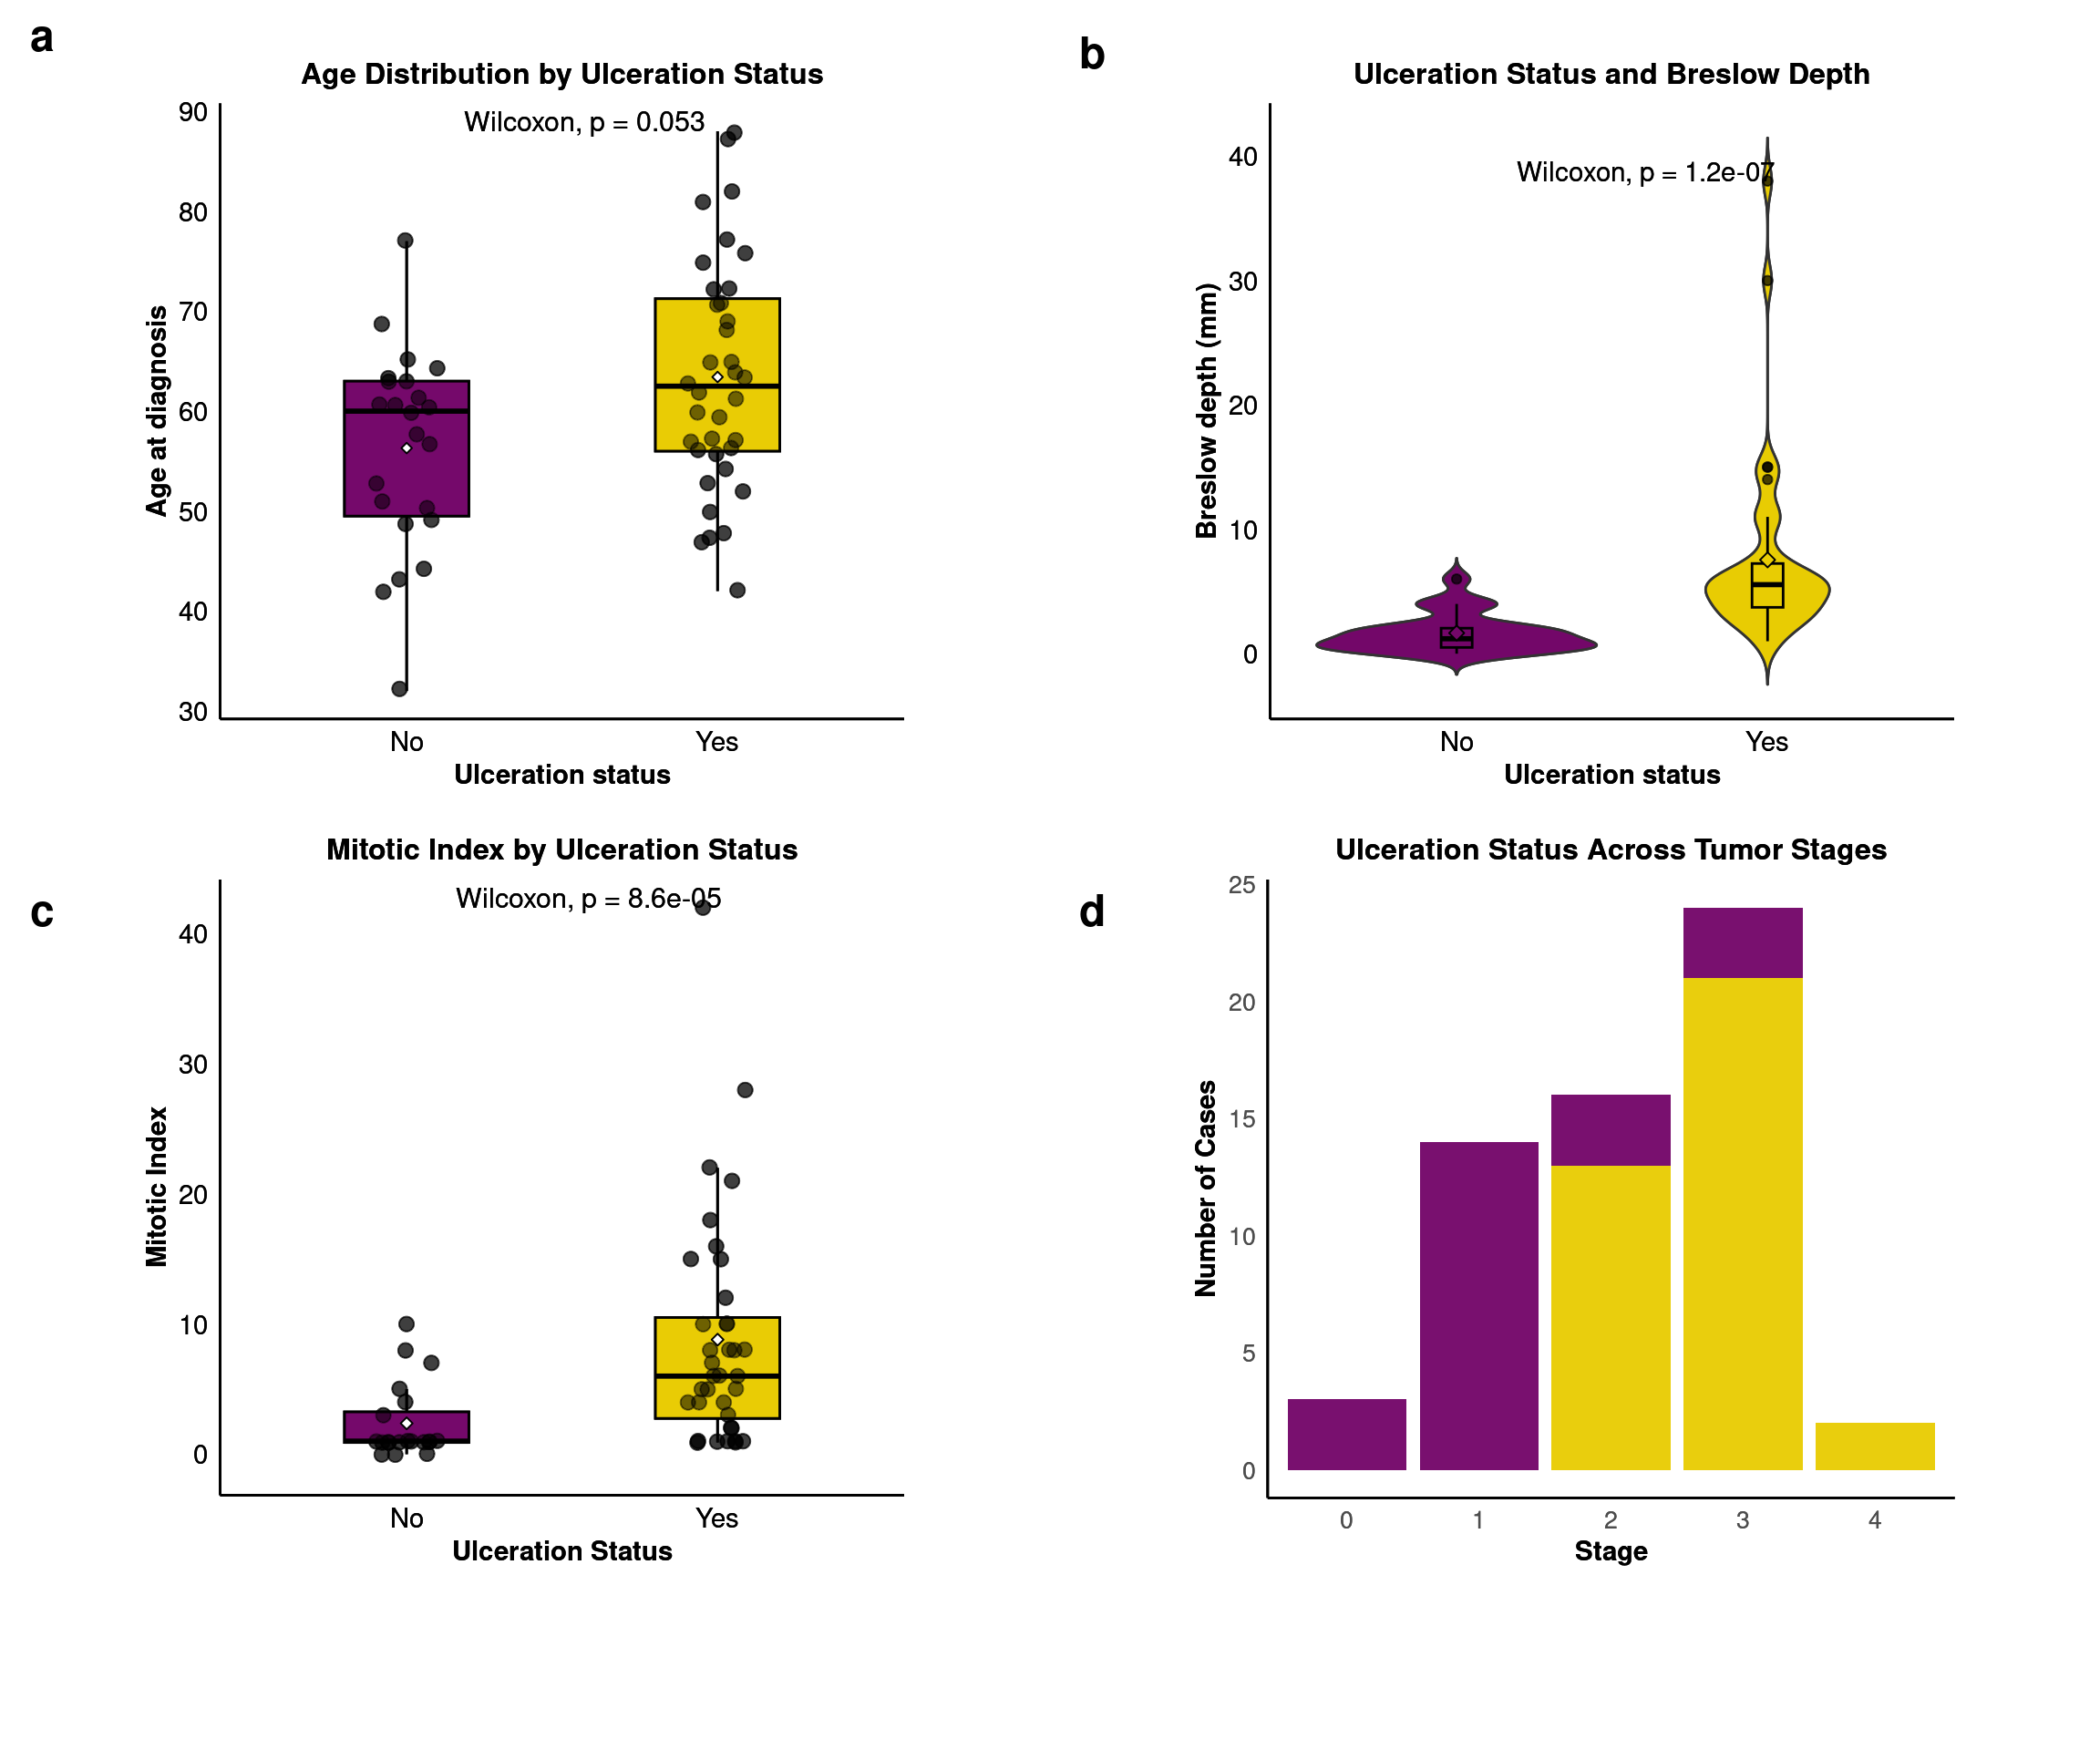 a
Age Distribution by Ulceration Status
Wilcoxon, p = 0.053
90
80
70
60
50
40
30
Age at diagnosis
No Yes
Ulceration status
b
Ulceration Status and Breslow Depth
Wilcoxon, p = 1.2e-07
40
30
20
10
0
Breslow depth (mm)
No Yes
Ulceration status
c
Mitotic Index by Ulceration Status
Wilcoxon, p = 8.6e-05
40
30
20
10
0
Mitotic Index
No Yes
Ulceration Status
d
Ulceration Status Across Tumor Stages
25
20
15
10
5
0
Number of Cases
0 1 2 3 4
Stage